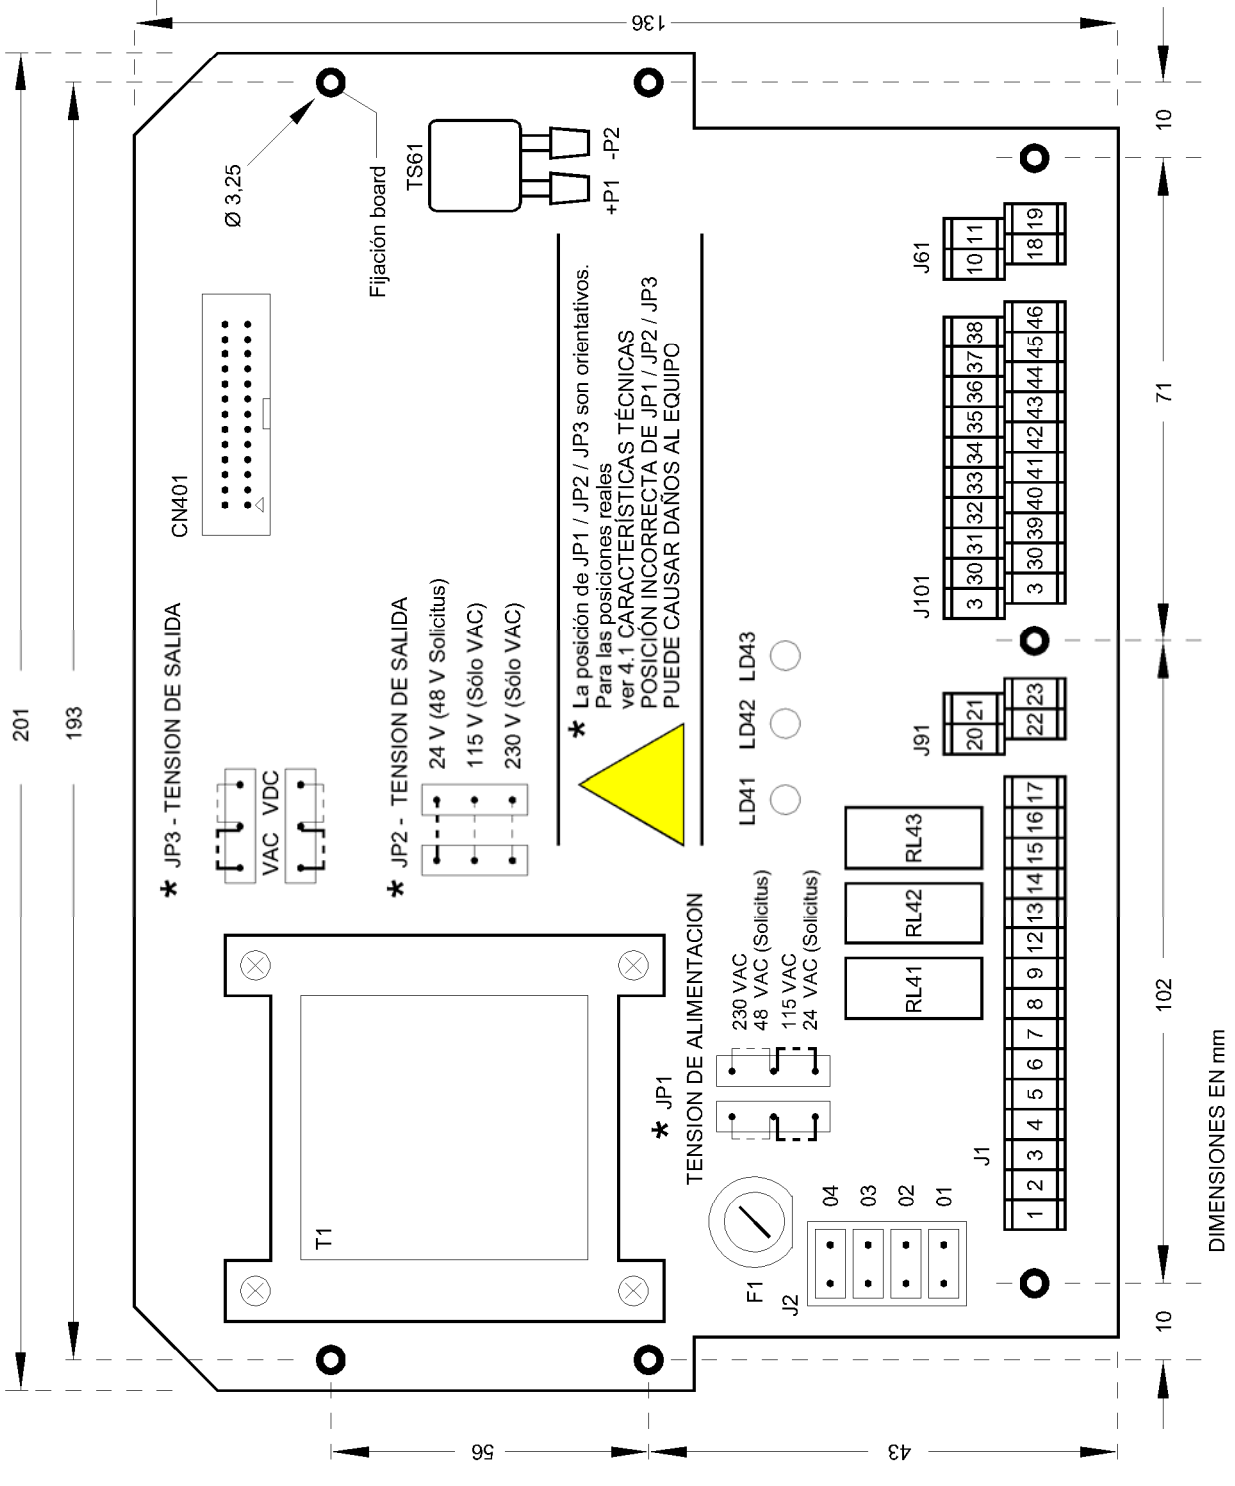 201
193
136
Ø 3,25
Fijación board
TS61
+P1 -P2
CN401
* JP3 - TENSION DE SALIDA
VAC VDC
* JP2 - TENSION DE SALIDA
24 V (48 V Solicitus)
115 V (Sólo VAC)
230 V (Sólo VAC)
* La posición de JP1 / JP2 / JP3 son orientativos.
Para las posiciones reales
ver 4.1 CARACTERÍSTICAS TÉCNICAS
POSICIÓN INCORRECTA DE JP1 / JP2 / JP3
PUEDE CAUSAR DAÑOS AL EQUIPO
T1
* JP1
TENSION DE ALIMENTACION
230 VAC
48 VAC (Solicitus)
115 VAC
24 VAC (Solicitus)
F1
J2
04
03
02
01
LD41 LD42 LD43
RL41 RL42 RL43
J1
1 2 3 4 5 6 7 8 9 12 13 14 15 16 17
J91
20 21
22 23
J101
3 30 31 32 33 34 35 36 37 38
3 30 39 40 41 42 43 44 45 46
J61
10 11
18 19
10
102
71
10
56
43
DIMENSIONES EN mm